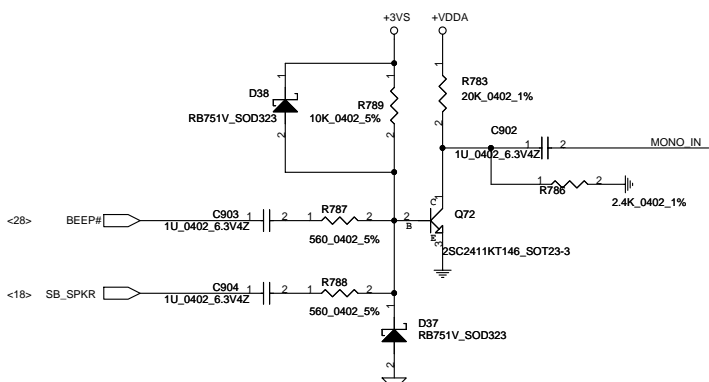 +3VS
+VDDA
1
1
1
R783
20K_0402_1%
D38
RB751V_SOD323
R789
10K_0402_5%
2
2
2
C902
1U_0402_6.3V4Z
1
2
MONO_IN
1
R786
2
2.4K_0402_1%
1
C
Q72
<28>
BEEP#
C903
1
2
1U_0402_6.3V4Z
R787
1
2
560_0402_5%
2
B
E
3
2SC2411KT146_SOT23-3
<18>
SB_SPKR
C904
1
2
1U_0402_6.3V4Z
R788
1
2
560_0402_5%
1
D37
RB751V_SOD323
2